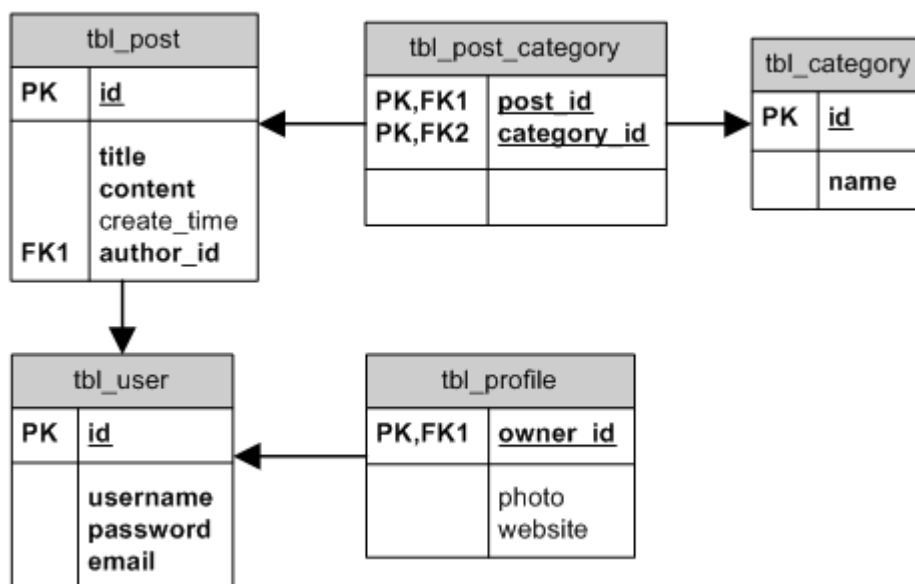 tbl_post
PK id
title
content
create_time
FK1 author_id
tbl_post_category
PK,FK1 post_id
PK,FK2 category_id
tbl_category
PK id
name
tbl_user
PK id
username
password
email
tbl_profile
PK,FK1 owner_id
photo
website